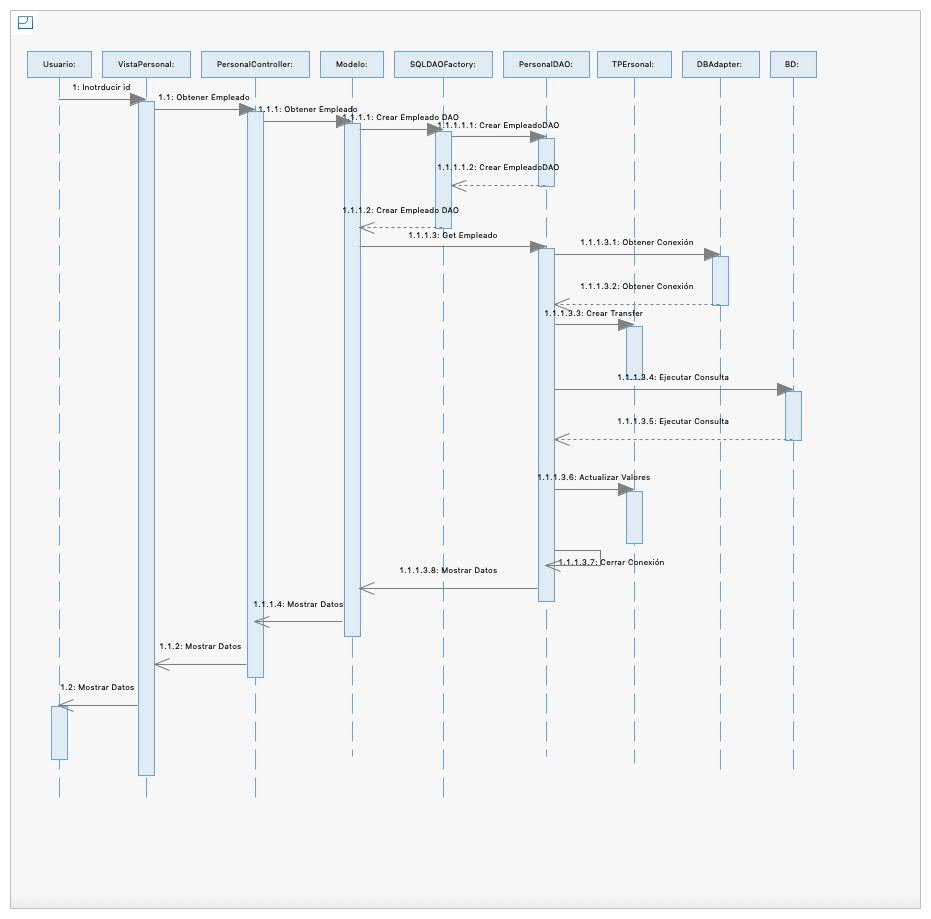 Usuario:
VistaPersonal:
PersonalController:
Modelo:
SQLDAOFactory:
PersonalDAO:
TPErsonal:
DBAdapter:
BD:
1: Inotrducir id
1.1: Obtener Empleado
1.1.1: Obtener Empleado
1.1.1.1: Crear Empleado DAO
1.1.1.1.1: Crear EmpleadoDAO
1.1.1.1.2: Crear EmpleadoDAO
1.1.1.2: Crear Empleado DAO
1.1.1.3: Get Empleado
1.1.1.3.1: Obtener Conexión
1.1.1.3.2: Obtener Conexión
1.1.1.3.3: Crear Transfer
1.1.1.3.4: Ejecutar Consulta
1.1.1.3.5: Ejecutar Consulta
1.1.1.3.6: Actualizar Valores
1.1.1.3.7: Cerrar Conexión
1.1.1.3.8: Mostrar Datos
1.1.1.4: Mostrar Datos
1.1.2: Mostrar Datos
1.2: Mostrar Datos